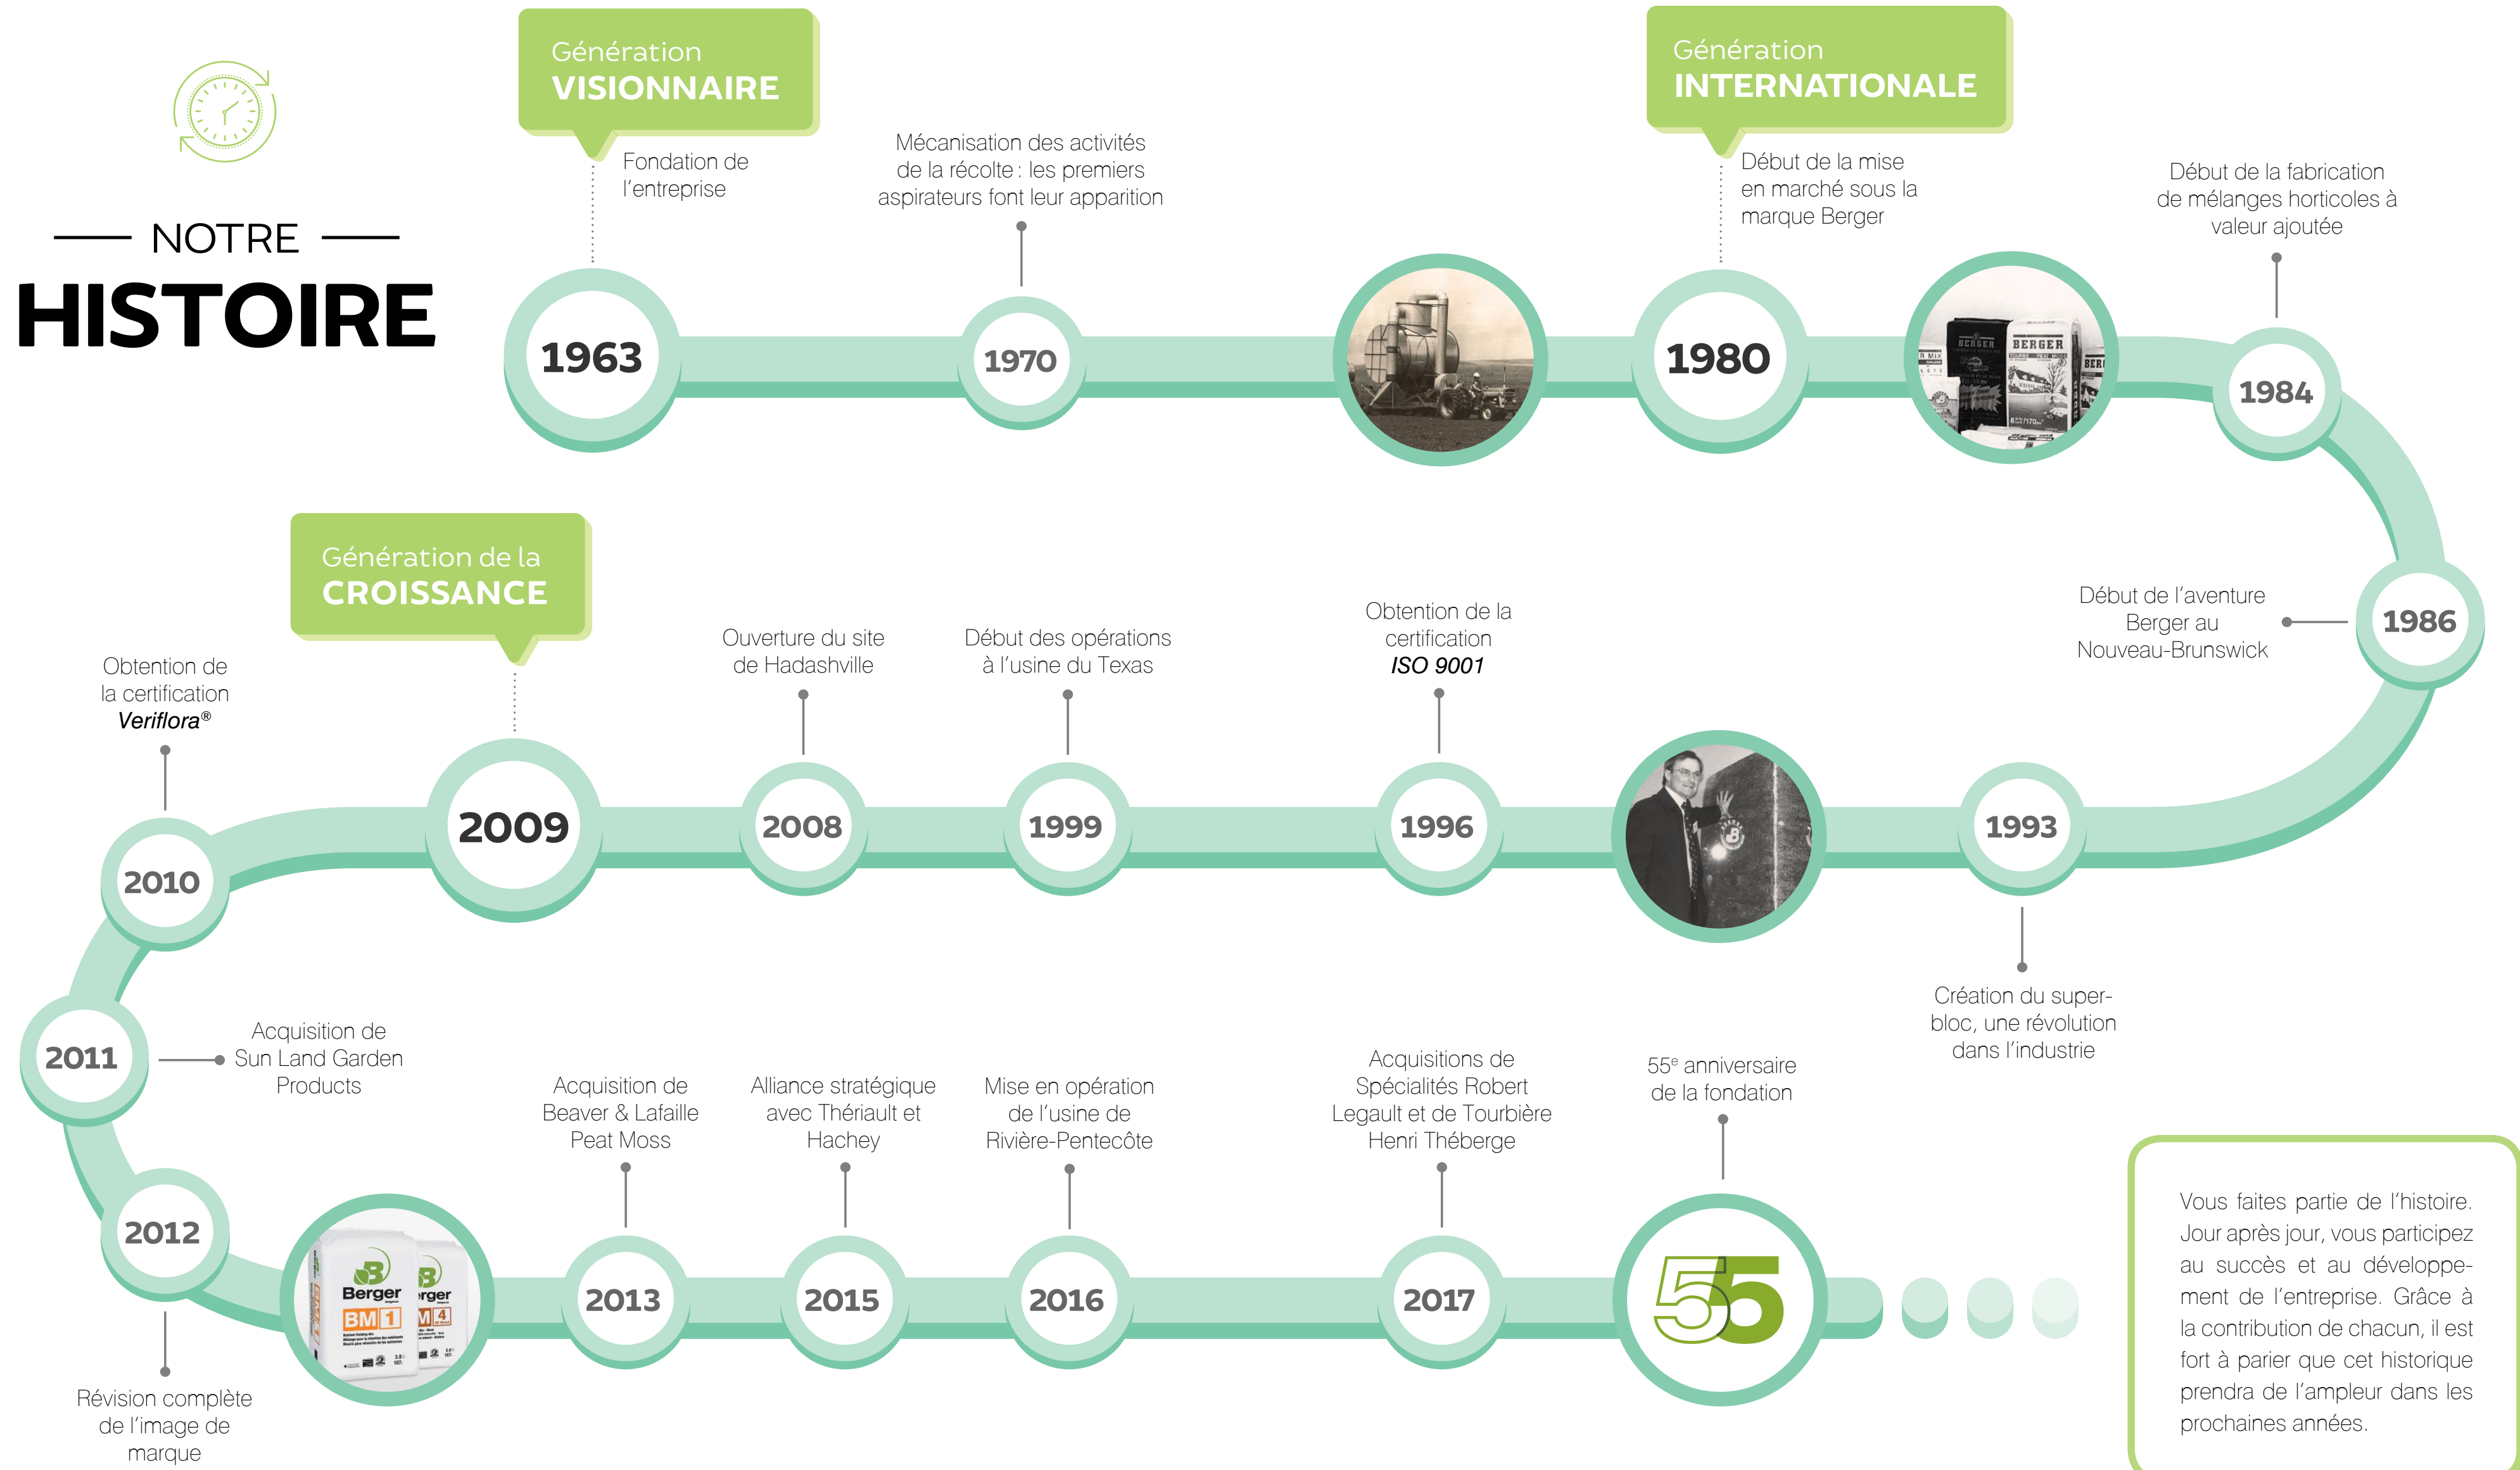 NOTRE
HISTOIRE
Génération
VISIONNAIRE
Fondation de
l'entreprise
1963
Mécanisation des activités
de la récolte : les premiers
aspirateurs font leur apparition
1970
Génération
INTERNATIONALE
Début de la mise
en marché sous la
marque Berger
1980
BERGER
BERGER
Début de la fabrication
de mélanges horticoles à
valeur ajoutée
1984
Début de l'aventure
Berger au
Nouveau-Brunswick
1986
1993
Création du super-
bloc, une révolution
dans l'industrie
Obtention de la
certification
ISO 9001
1996
Début des opérations
à l'usine du Texas
1999
Ouverture du site
de Hadashville
2008
Génération de la
CROISSANCE
2009
Obtention de
la certification
Veriflora®
2010
2011
Acquisition de
Sun Land Garden
Products
2012
Révision complète
de l'image de
marque
Berger
BM 1
Acquisition de
Beaver & Lafaille
Peat Moss
2013
Alliance stratégique
avec Thériault et
Hachey
2015
Mise en opération
de l'usine de
Rivière-Pentecôte
2016
Acquisitions de
Spécialités Robert
Legault et de Tourbière
Henri Théberge
2017
55e anniversaire
de la fondation
55
Vous faites partie de l'histoire.
Jour après jour, vous participez
au succès et au développe-
ment de l'entreprise. Grâce à
la contribution de chacun, il est
fort à parier que cet historique
prendra de l'ampleur dans les
prochaines années.